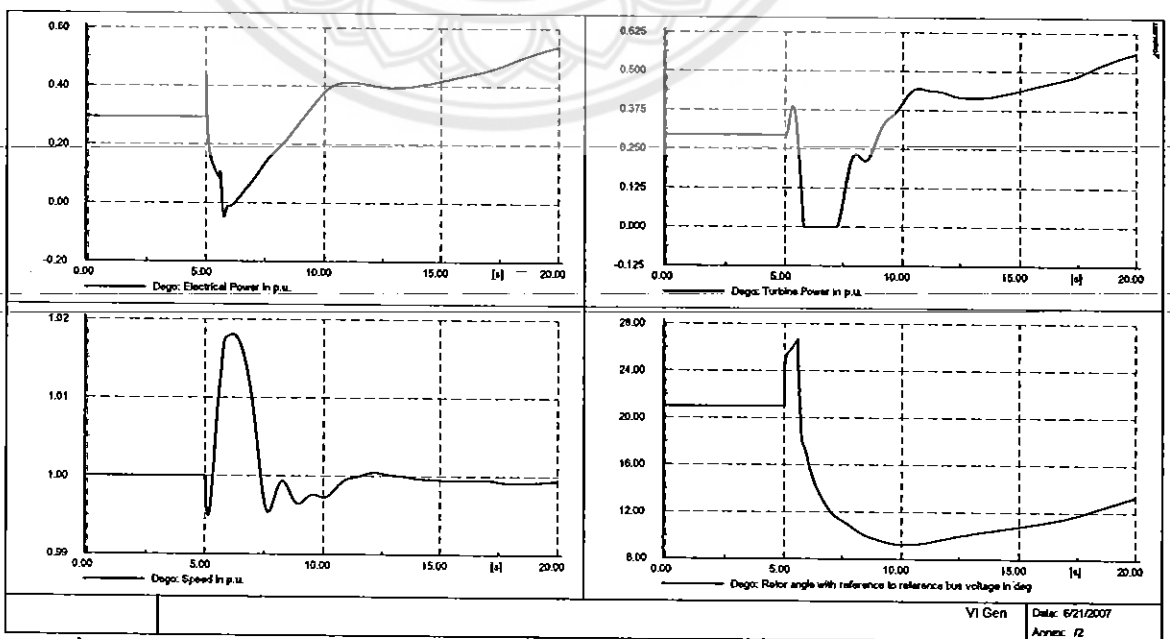 0.60
0.40
0.20
0.00
-0.20
0.00 5.00 10.00 15.00 [s] 20.00
Dego: Electrical Power in p.u.
0.625
0.500
0.375
0.250
0.125
0.000
-0.125
0.00 5.00 10.00 15.00 [s] 20.00
Dego: Turbine Power in p.u.
1.02
1.01
1.00
0.99
0.00 5.00 10.00 15.00 [s] 20.00
Dego: Speed in p.u.
28.00
24.00
20.00
16.00
12.00
8.00
0.00 5.00 10.00 15.00 [s] 20.00
Dego: Rotor angle with reference to reference bus voltage in deg
VI Gen
Date: 6/21/2007
Annex: /2